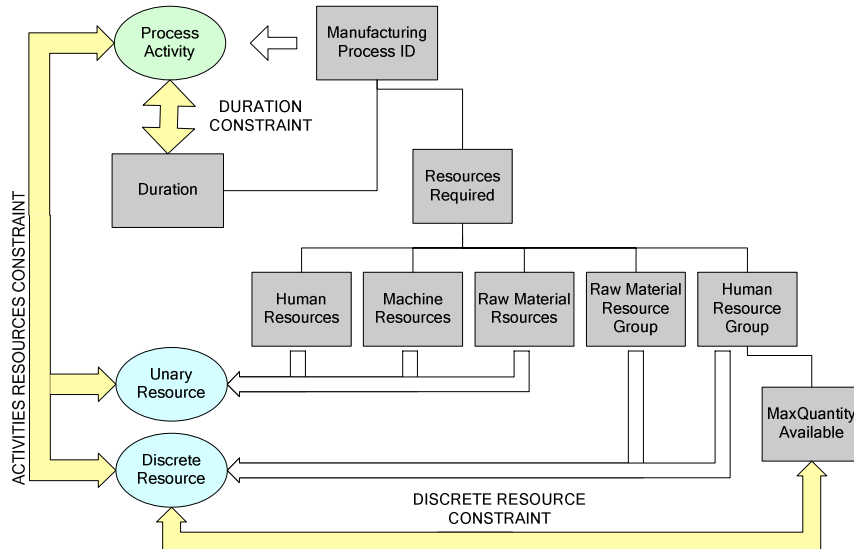 Process
Activity
Manufacturing
Process ID
DURATION
CONSTRAINT
Duration
Resources
Required
ACTIVITIES RESOURCES CONSTRAINT
Human
Resources
Machine
Resources
Raw Material
Rsources
Raw Material
Resource
Group
Human
Resource
Group
Unary
Resource
MaxQuantity
Available
Discrete
Resource
DISCRETE RESOURCE
CONSTRAINT